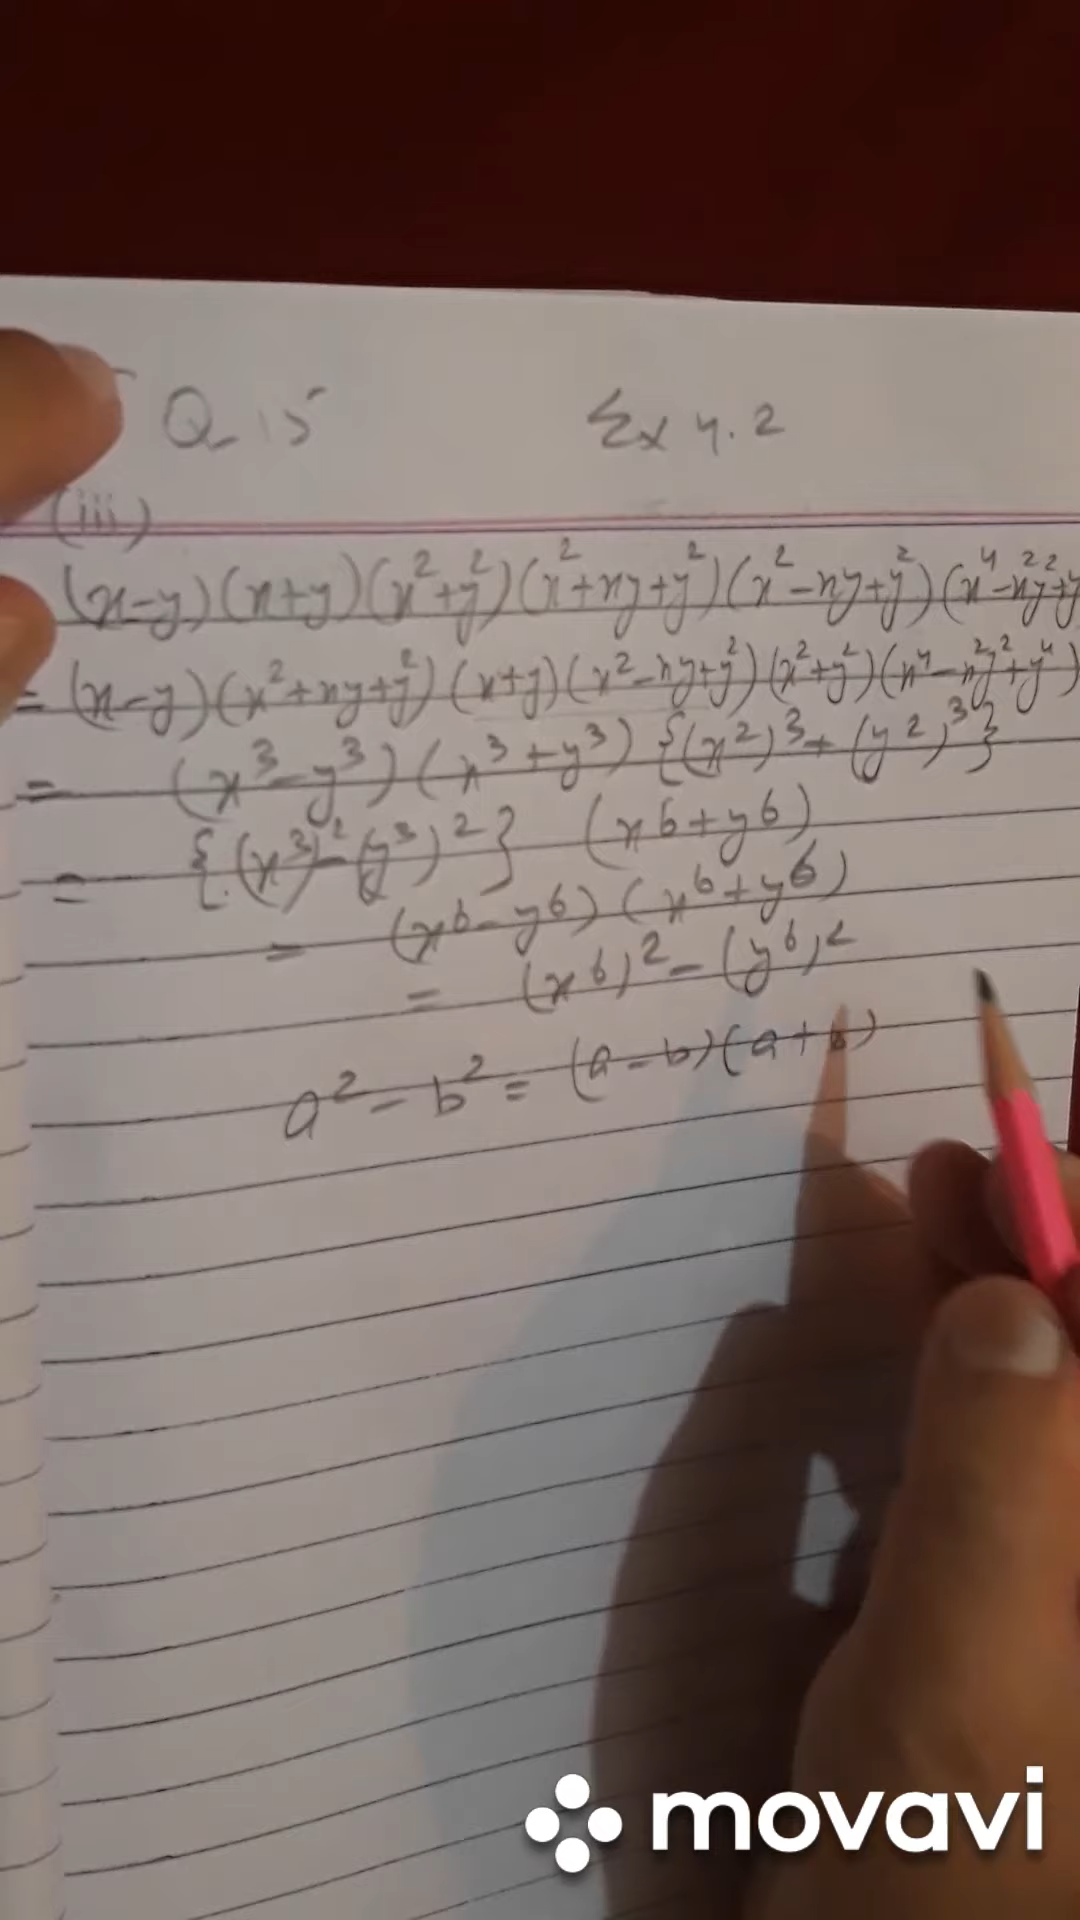 Q.15 Ex 4.2
(iii)
(x-y)(x+y)(x²+y²)(x²+xy+y²)(x²-xy+y²)(x⁴-x²y²+y
= (x-y)(x²+xy+y²)(x+y)(x²-xy+y²)(x²+y²)(x⁴-x²y²+y⁴)
= (x³-y³)(x³+y³){(x²)³+(y²)³}
= {(x³)²-(y³)²} (x⁶+y⁶)
= (x⁶-y⁶)(x⁶+y⁶)
= (x⁶)²-(y⁶)²
a²-b² = (a-b)(a+b)
movavi